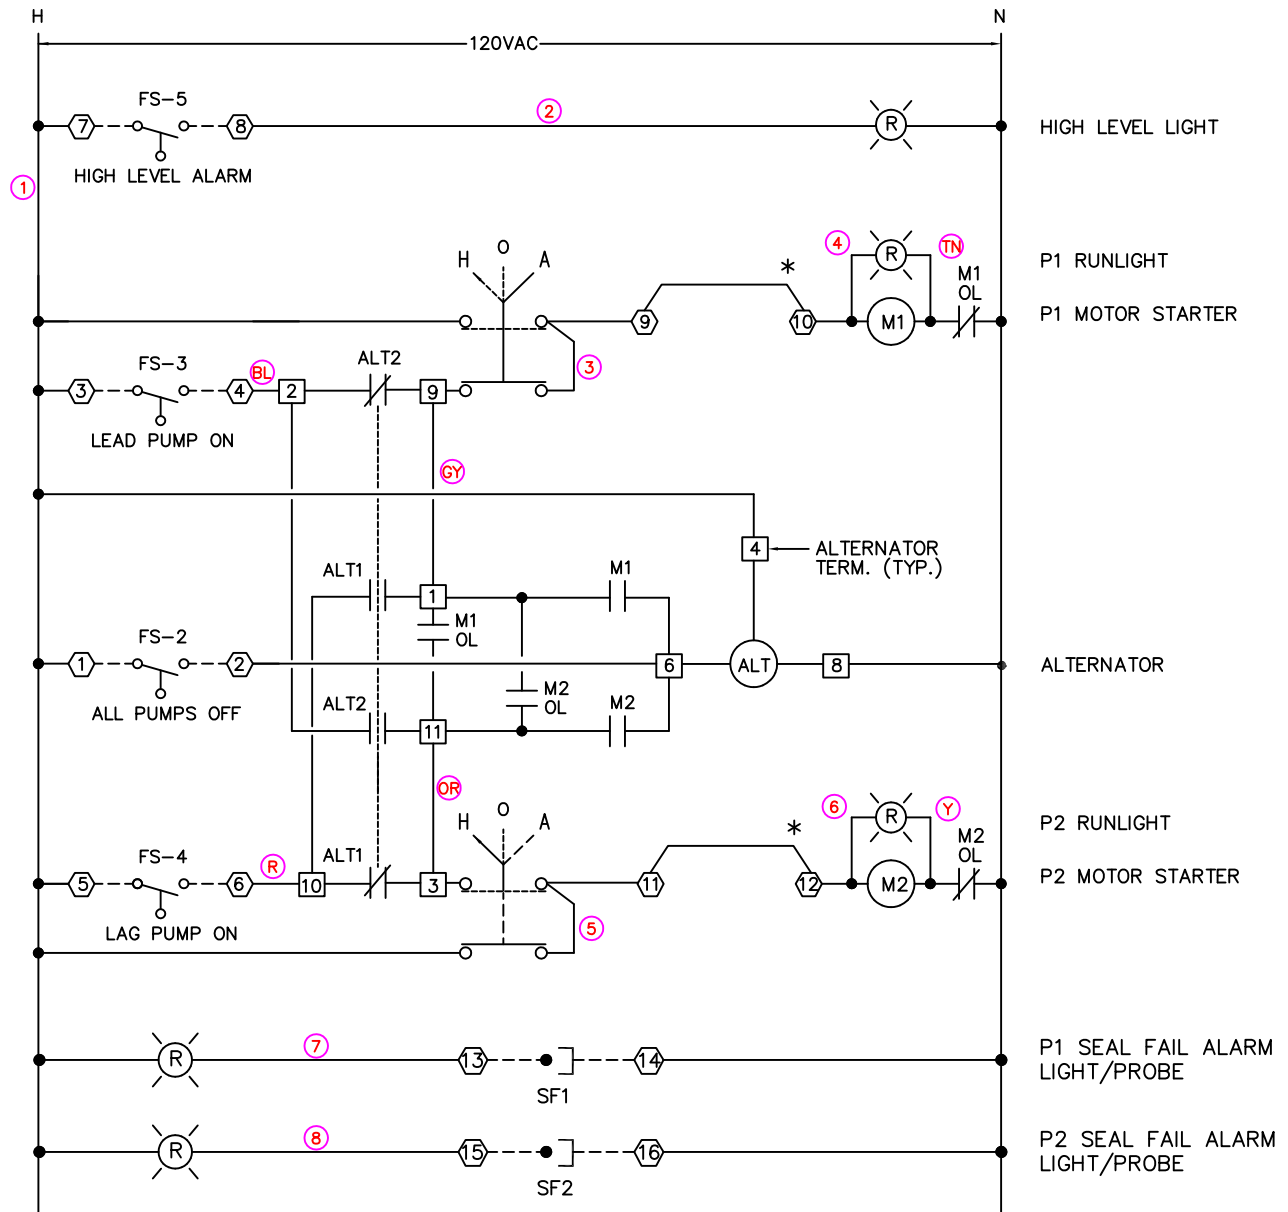 H N
120VAC
FS-5
7 8 2 R HIGH LEVEL LIGHT
HIGH LEVEL ALARM
1
H O A
4 R TN P1 RUNLIGHT
*
M1
OL
9 10 M1 P1 MOTOR STARTER
FS-3 BL ALT2 3
3 4 2 9
LEAD PUMP ON
GY
4 ALTERNATOR
TERM. (TYP.)
ALT1 M1
1
M1
OL
FS-2
1 2 6 ALT 8 ALTERNATOR
ALL PUMPS OFF
M2
OL
ALT2 M2
11
OR
H O A
6 R Y P2 RUNLIGHT
*
M2
OL
FS-4 R ALT1
5 6 10 3 11 12 M2 P2 MOTOR STARTER
LAG PUMP ON
5
R 7 13 14 P1 SEAL FAIL ALARM
LIGHT/PROBE
SF1
R 8 15 16 P2 SEAL FAIL ALARM
LIGHT/PROBE
SF2